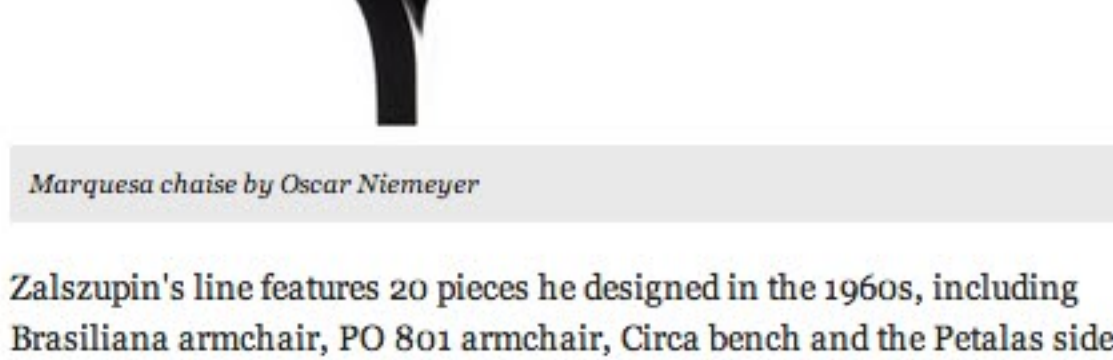 Marquesa chaise by Oscar Niemeyer
Zalszupin's line features 20 pieces he designed in the 1960s, including
Brasiliana armchair, PO 801 armchair, Circa bench and the Petalas side